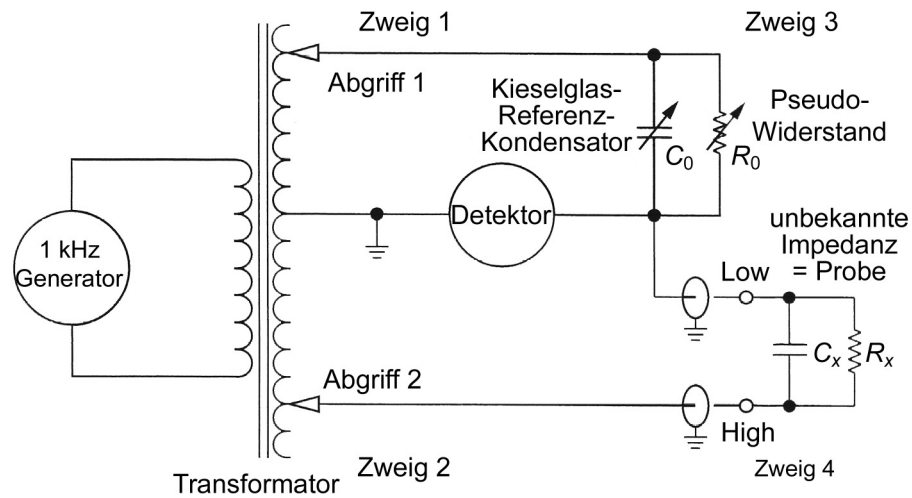 Zweig 1
Zweig 3
Abgriff 1
Kieselglas-
Referenz-
Kondensator
C0
R0
Pseudo-
Widerstand
Detektor
1 kHz
Generator
unbekannte
Impedanz
= Probe
Low
Cx
Rx
Abgriff 2
High
Zweig 2
Zweig 4
Transformator